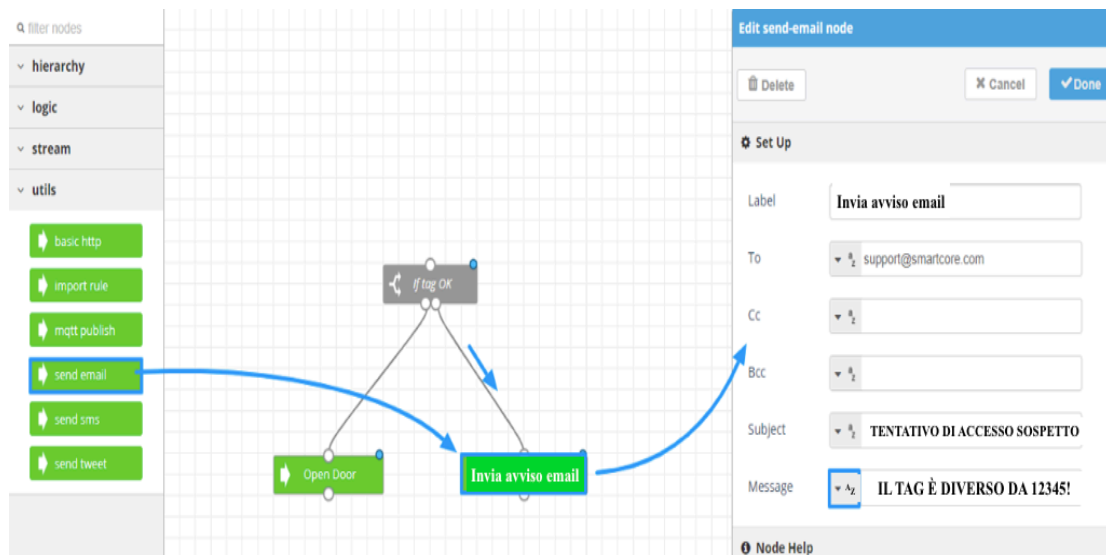 filter nodes
hierarchy
logic
stream
utils
basic http
import rule
mqtt publish
send email
send sms
send tweet
If tag OK
Open Door
Invia avviso email
Edit send-email node
Delete
Cancel
Done
Set Up
Label
Invia avviso email
To
support@smartcore.com
Cc
Bcc
Subject
TENTATIVO DI ACCESSO SOSPETTO
Message
IL TAG È DIVERSO DA 12345!
Node Help